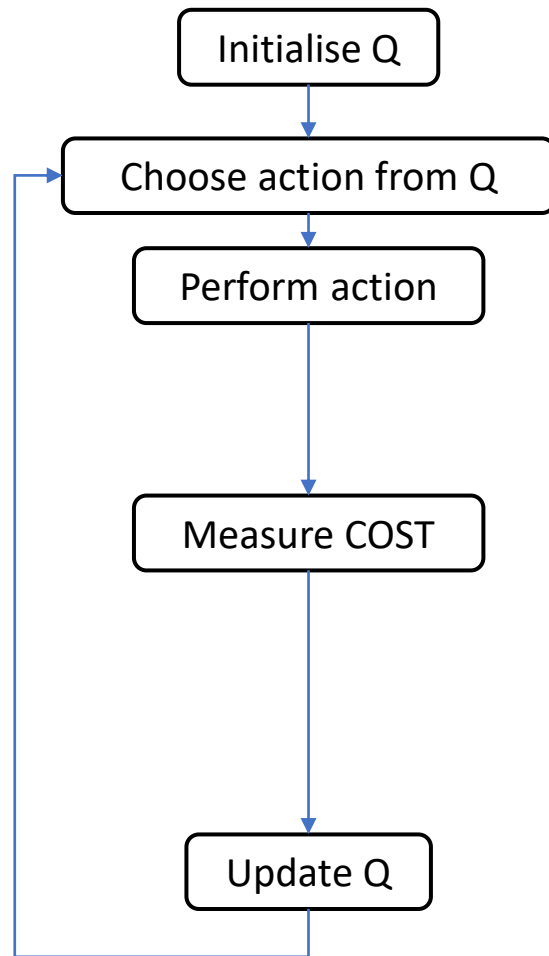 Initialise Q
Choose action from Q
Perform action
Measure COST
Update Q